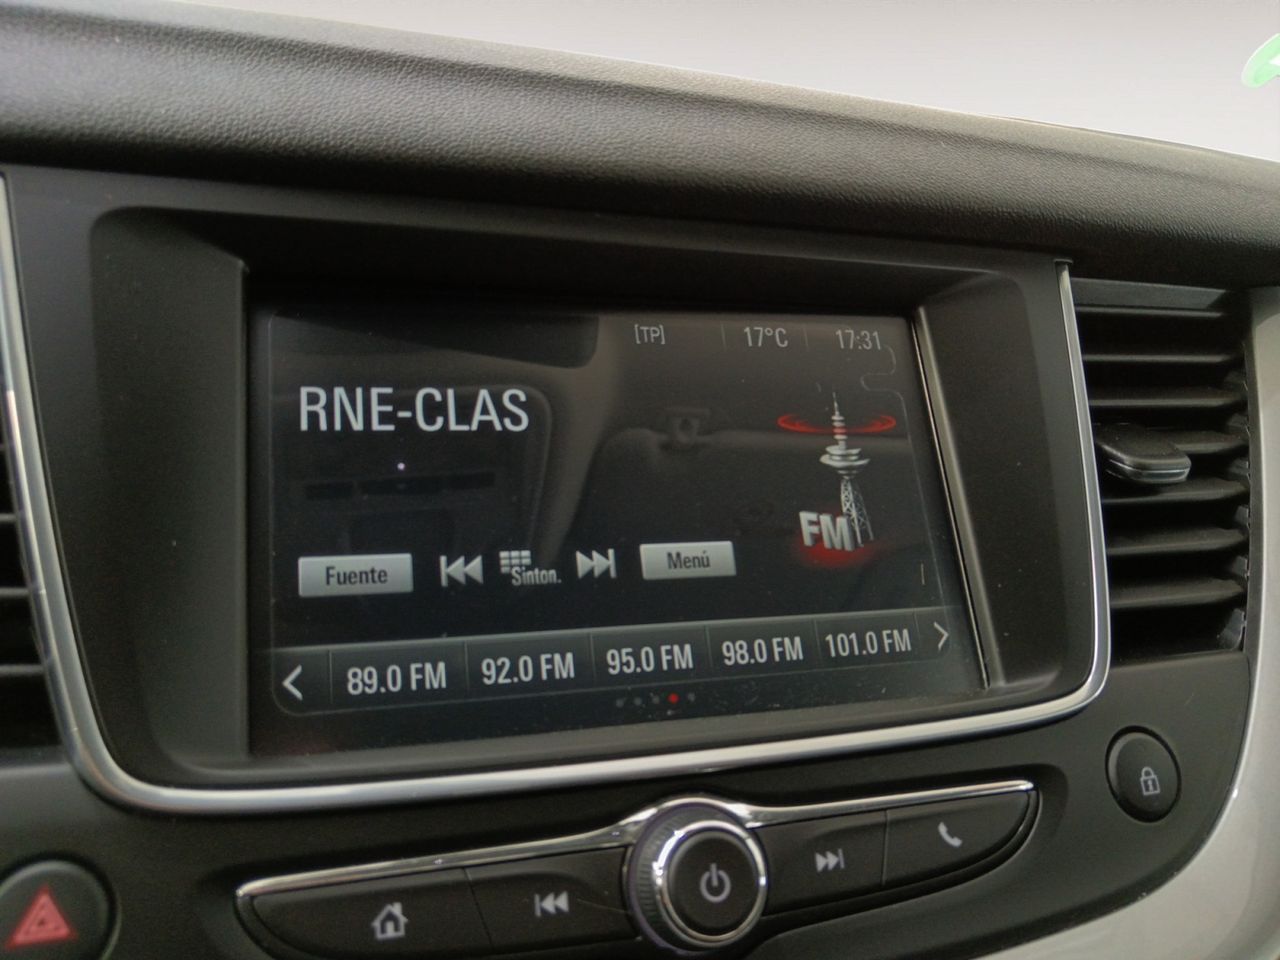 [TP] 17°C 17:31
RNE-CLAS
FM
Fuente Sinton. Menú
89.0 FM 92.0 FM 95.0 FM 98.0 FM 101.0 FM